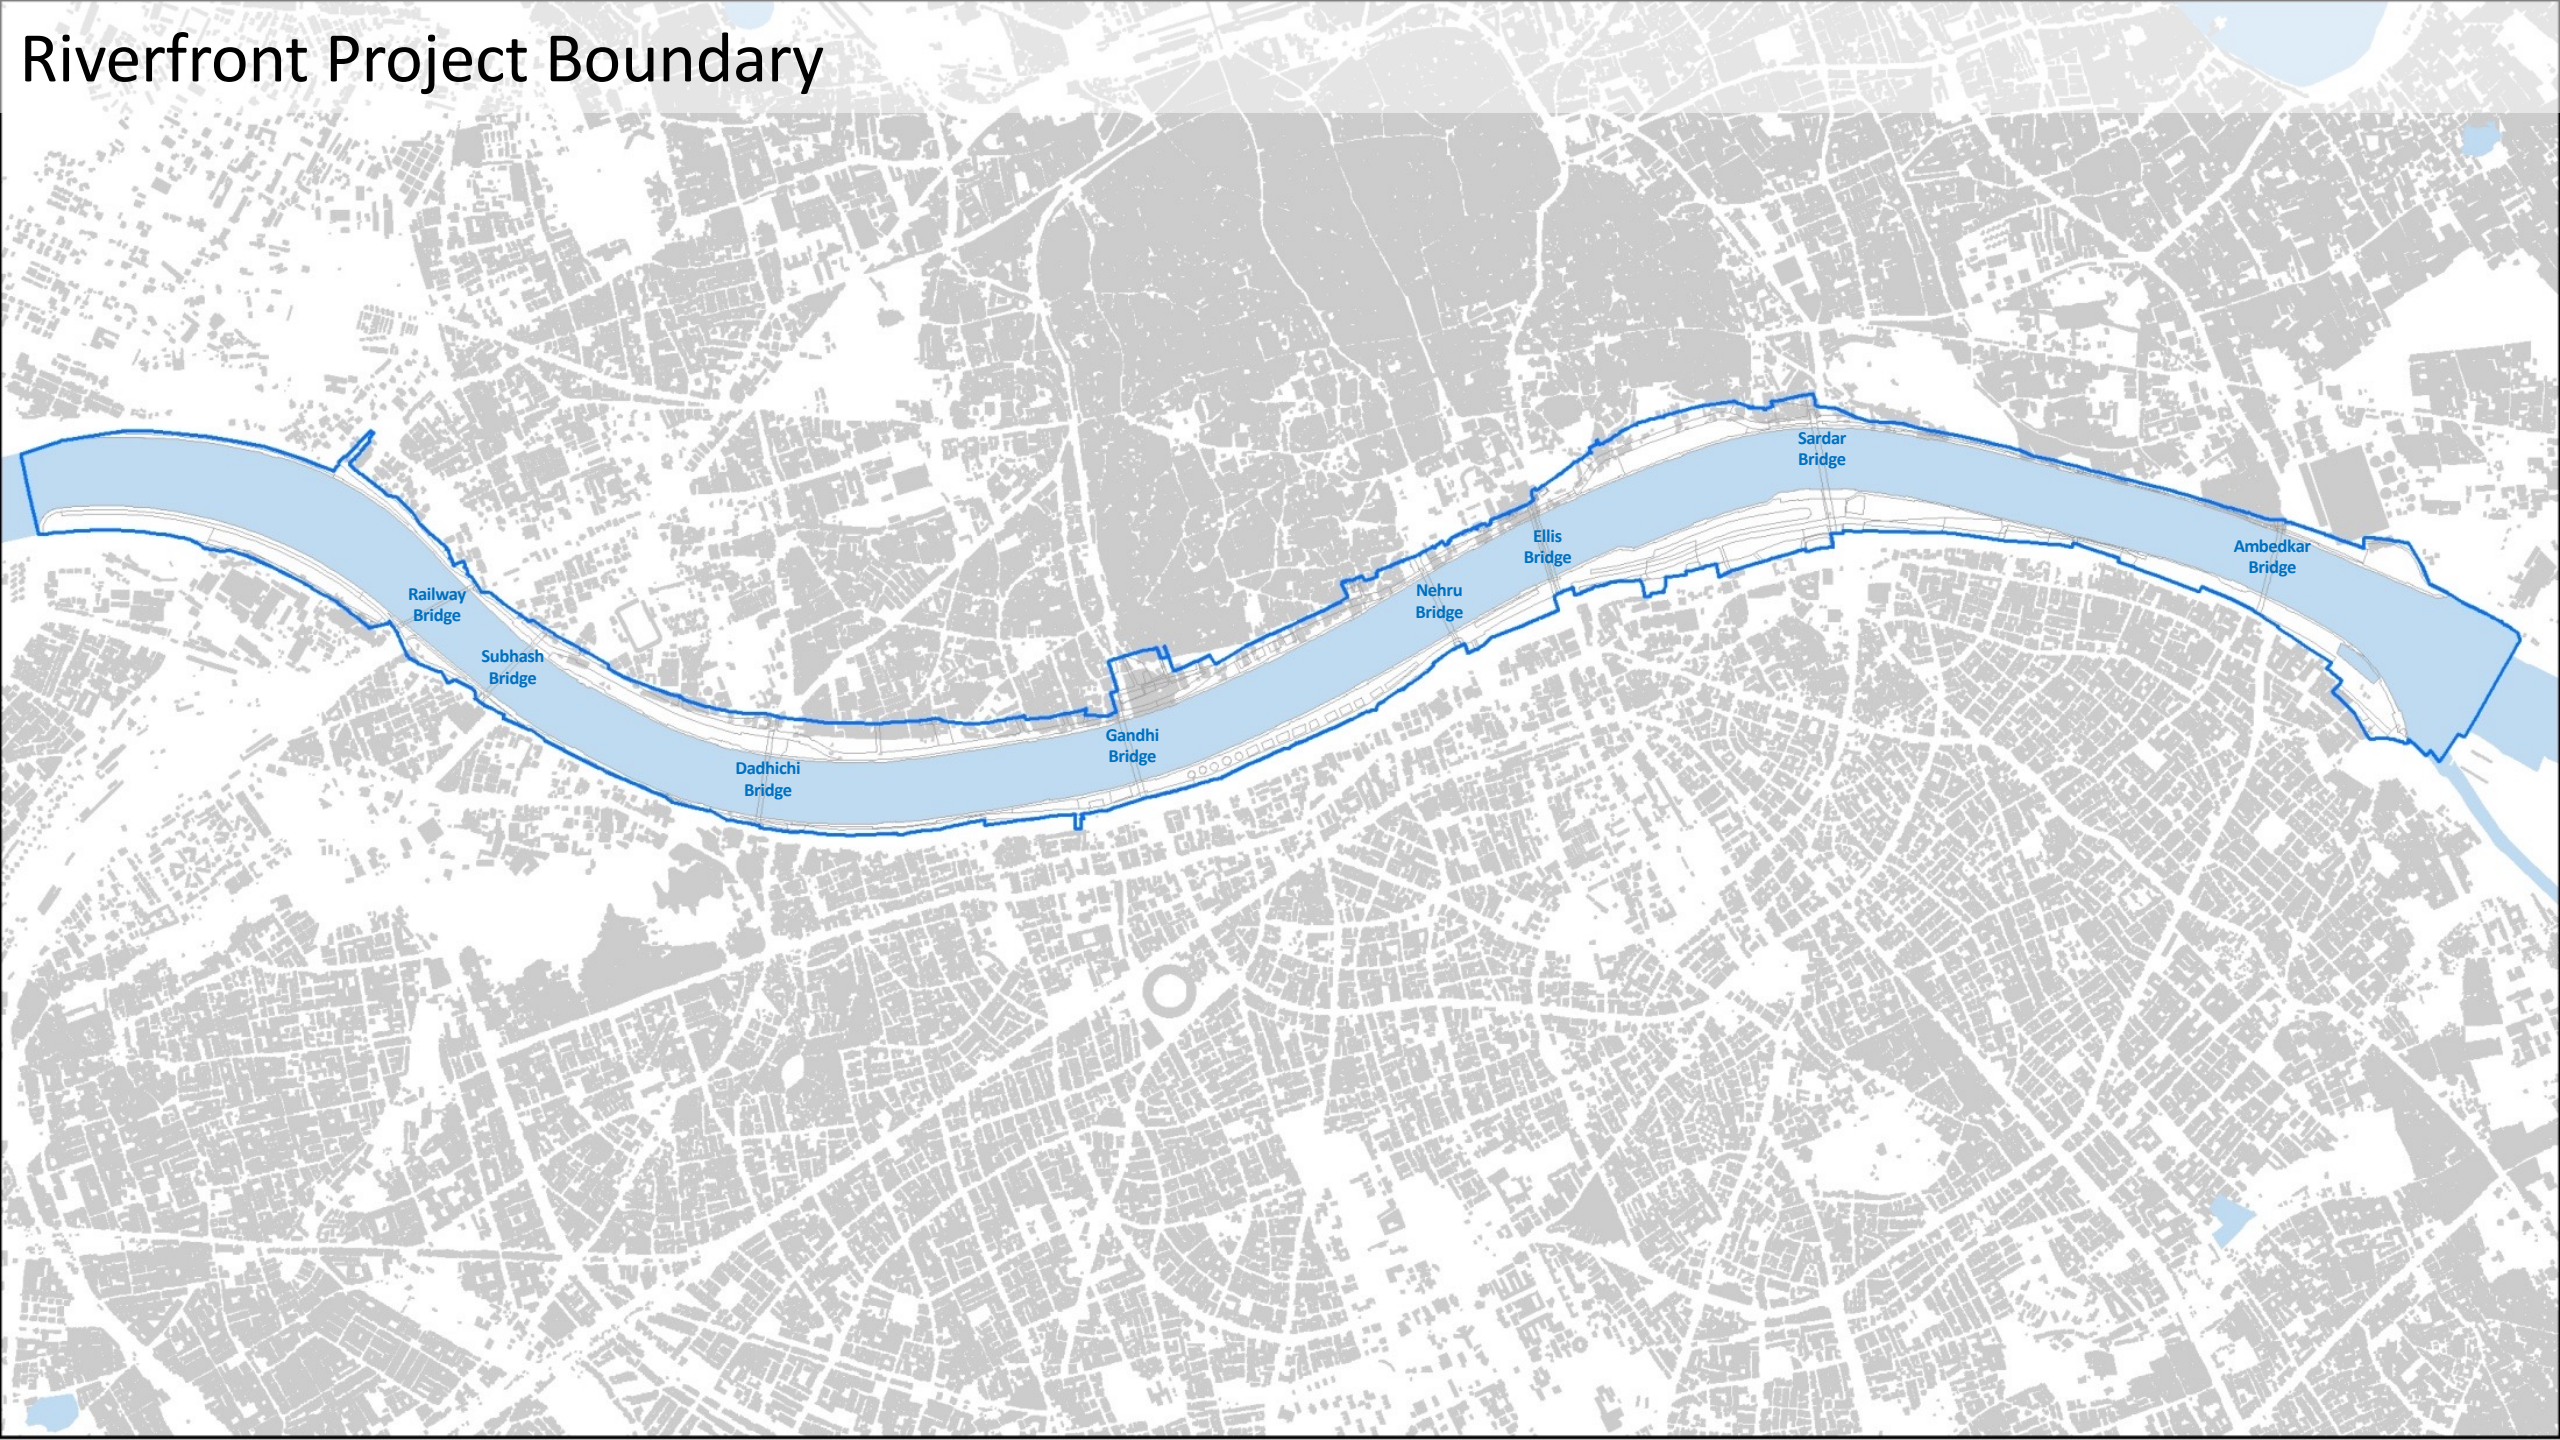 Riverfront Project Boundary
Railway
Bridge
Subhash
Bridge
Dadhichi
Bridge
Gandhi
Bridge
Nehru
Bridge
Ellis
Bridge
Sardar
Bridge
Ambedkar
Bridge